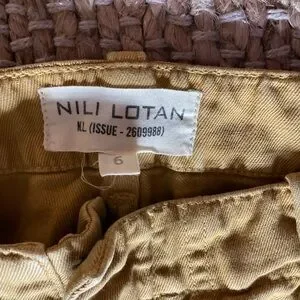 NILI LOTAN
NL (ISSUE - 2609988)
6